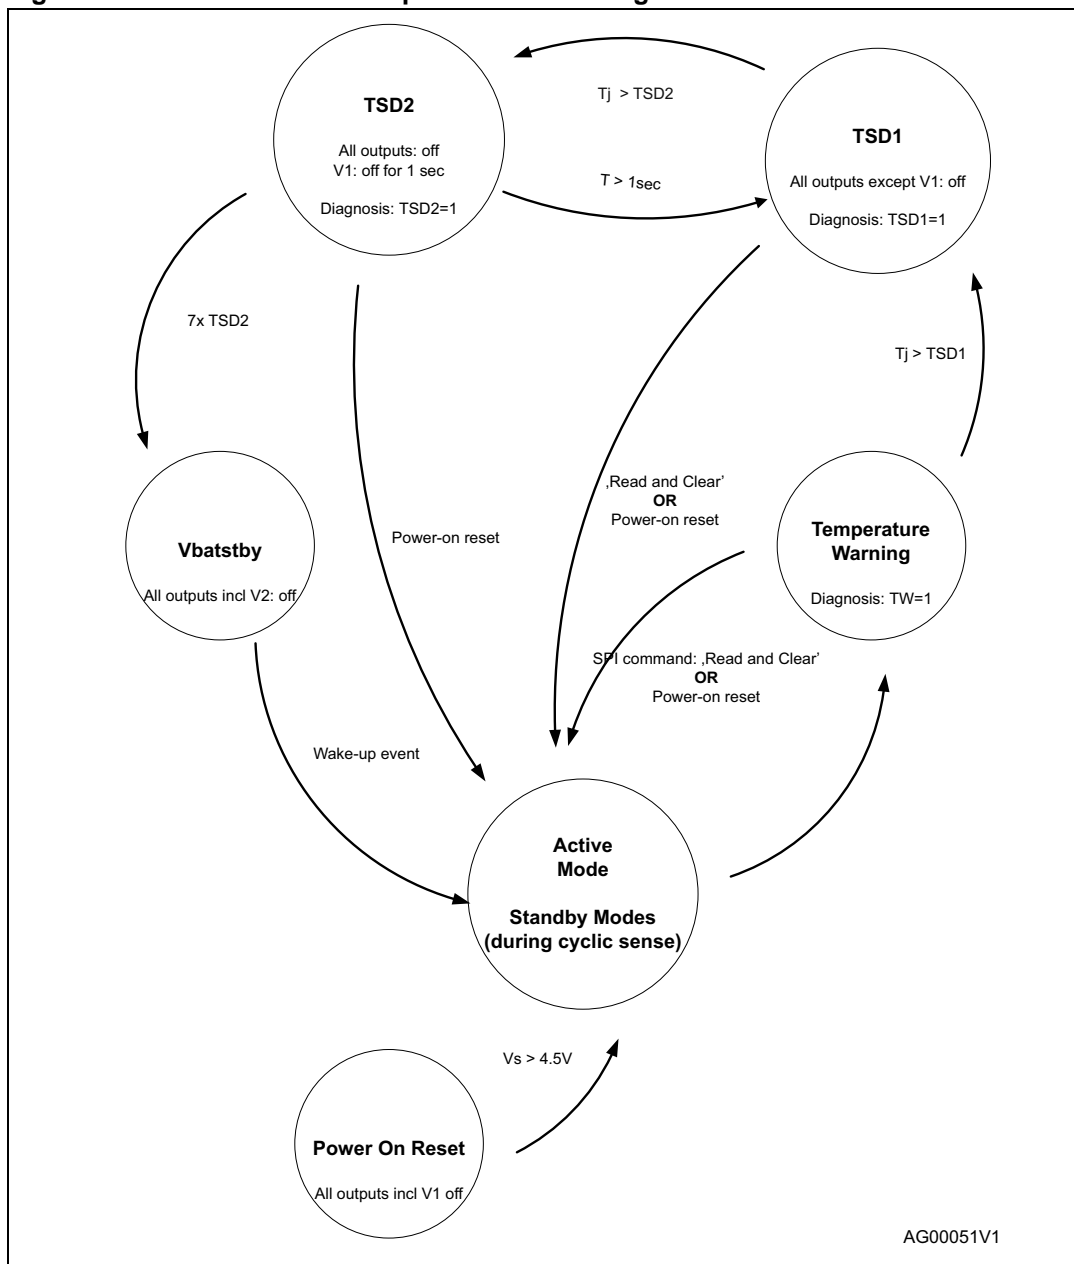 TSD2
All outputs: off
V1: off for 1 sec
Diagnosis: TSD2=1
Tj > TSD2
T > 1sec
TSD1
All outputs except V1: off
Diagnosis: TSD1=1
7x TSD2
Tj > TSD1
Vbatstby
All outputs incl V2: off
Power-on reset
‚Read and Clear’
OR
Power-on reset
Temperature
Warning
Diagnosis: TW=1
SPI command: ‚Read and Clear’
OR
Power-on reset
Wake-up event
Active
Mode
Standby Modes
(during cyclic sense)
Vs > 4.5V
Power On Reset
All outputs incl V1 off
AG00051V1